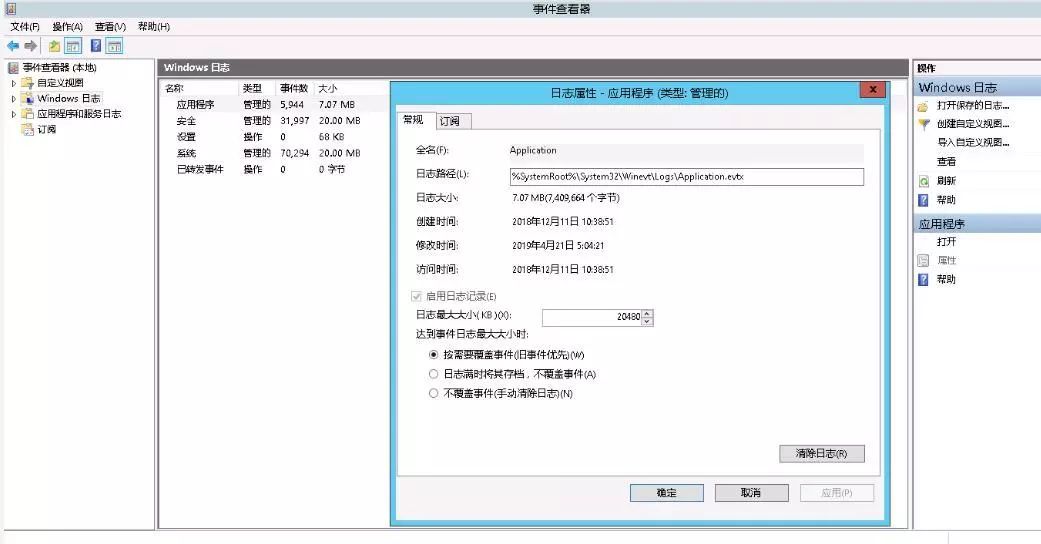 事件查看器
文件(F) 操作(A) 查看(V) 帮助(H)
事件查看器 (本地)
自定义视图
Windows 日志
应用程序和服务日志
订阅
Windows 日志
名称 类型 事件数 大小
应用程序 管理的 5,944 7.07 MB
安全 管理的 31,997 20.00 MB
设置 操作 0 68 KB
系统 管理的 70,294 20.00 MB
已转发事件 操作 0 0 字节
日志属性 - 应用程序 (类型: 管理的)
常规 订阅
全名(F): Application
日志路径(L): %SystemRoot%\System32\Winevt\Logs\Application.evtx
日志大小: 7.07 MB(7,409,664 个字节)
创建时间: 2018年12月11日 10:38:51
修改时间: 2019年4月21日 5:04:21
访问时间: 2018年12月11日 10:38:51
启用日志记录(E)
日志最大大小( KB )(X): 20480
达到事件日志最大大小时:
按需要覆盖事件(旧事件优先)(W)
日志满时将其存档，不覆盖事件(A)
不覆盖事件(手动清除日志)(N)
清除日志(R)
确定 取消 应用(P)
操作
Windows 日志
打开保存的日志...
创建自定义视图...
导入自定义视图...
查看
刷新
帮助
应用程序
打开
属性
帮助